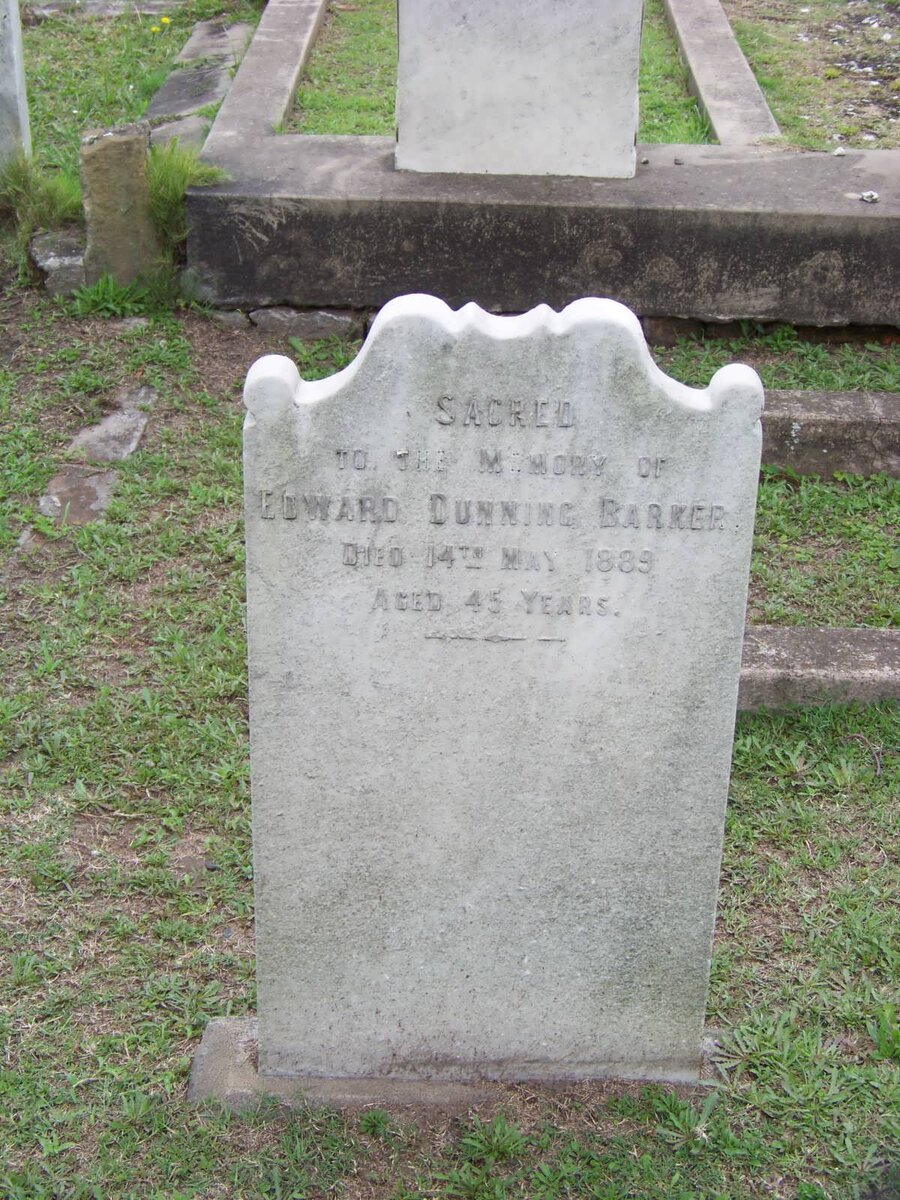 SACRED
TO THE MEMORY OF
EDWARD DUNNING BARKER.
DIED 14TH MAY 1889
AGED 45 YEARS.